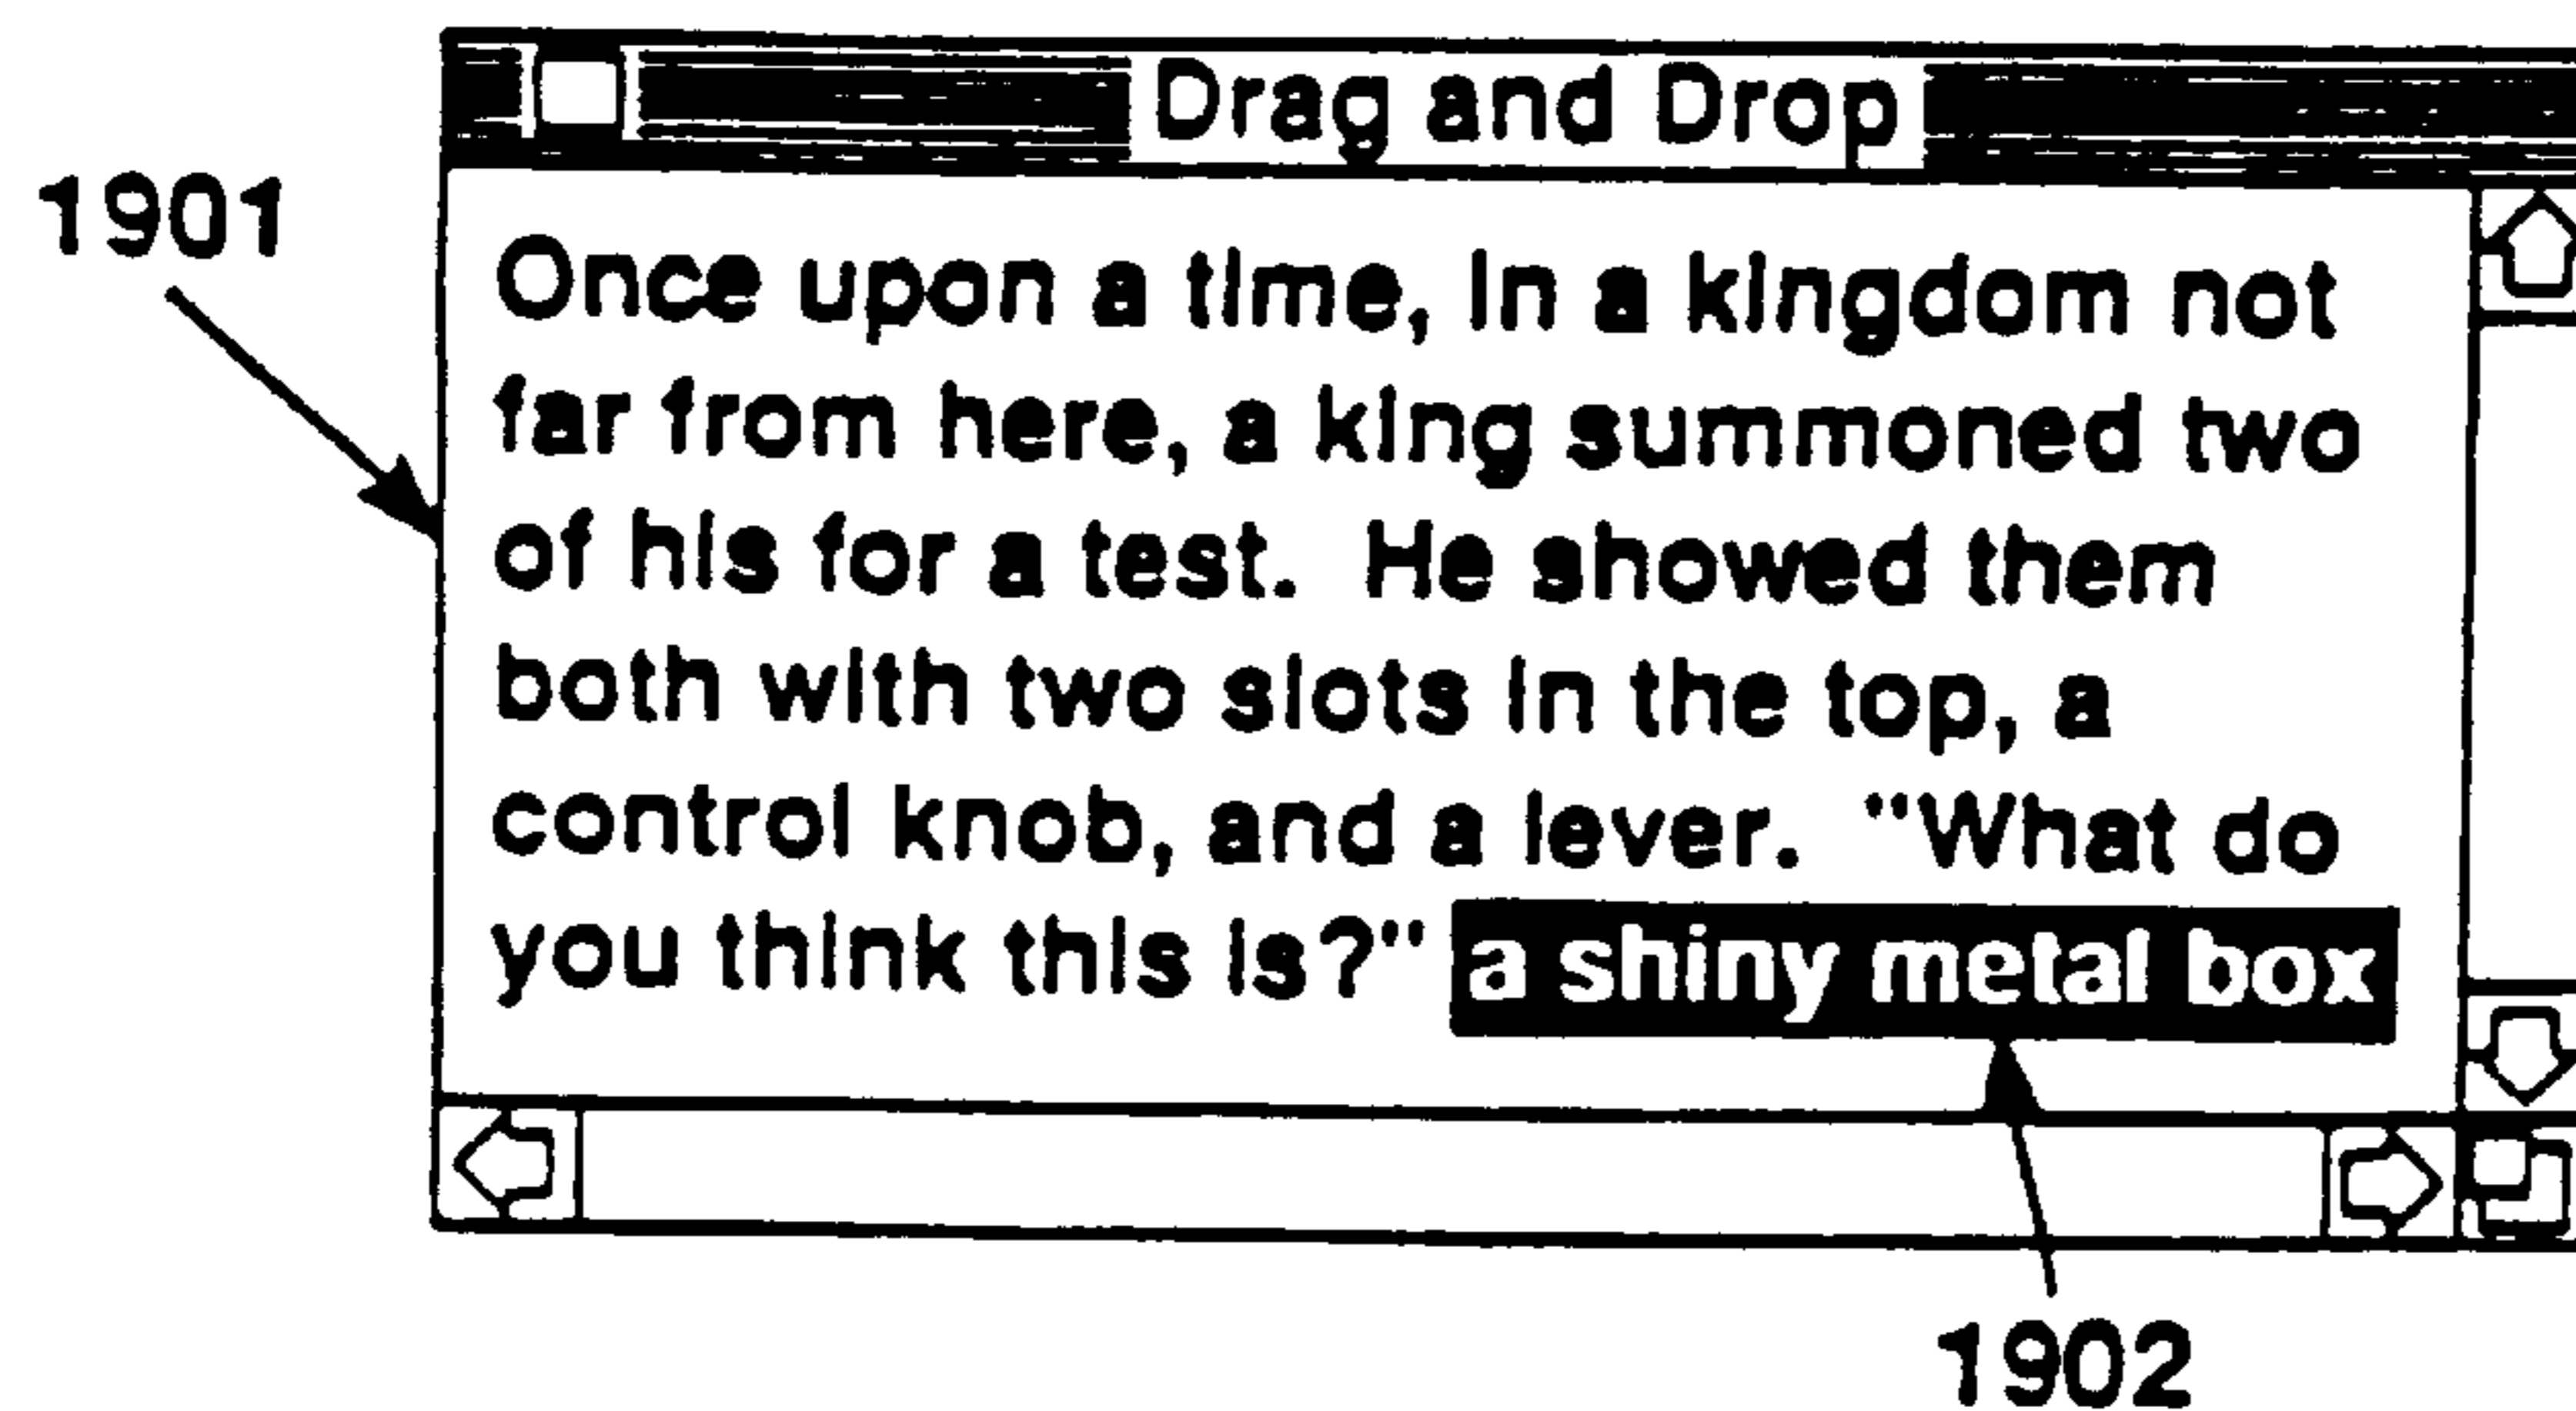 Drag and Drop
1901
Once upon a time, in a kingdom not
far from here, a king summoned two
of his for a test.  He showed them
both with two slots in the top, a
control knob, and a lever.  "What do
you think this is?" a shiny metal box
1902